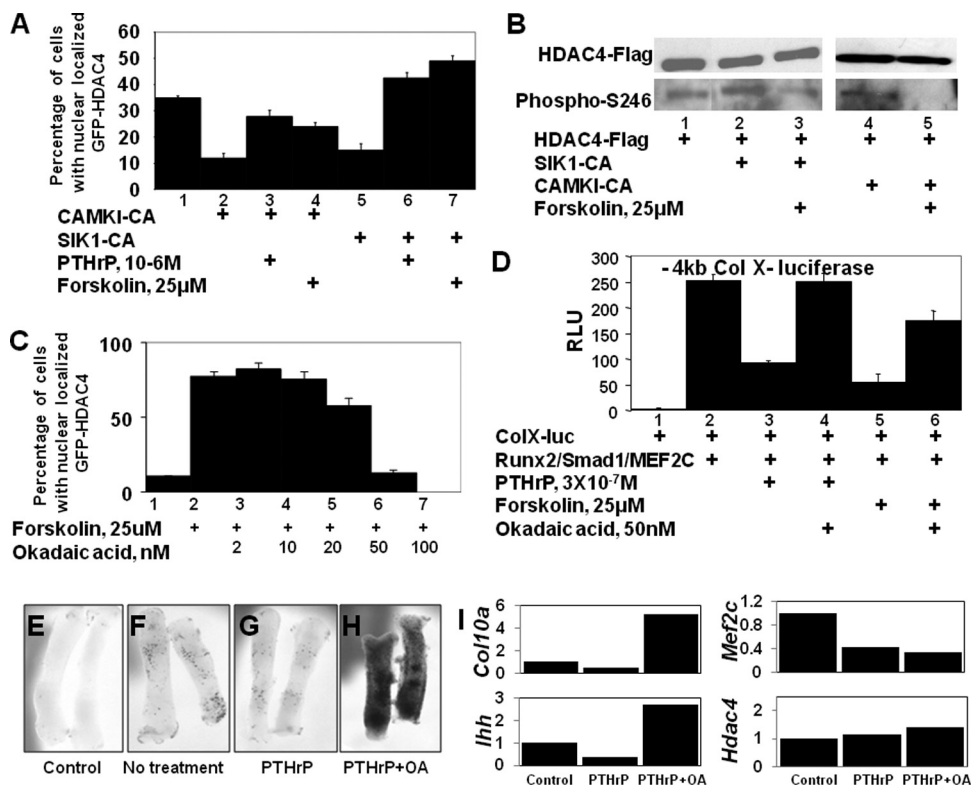 A
Percentage of cells
with nuclear localized
GFP-HDAC4
60
50
40
30
20
10
0
1 2 3 4 5 6 7
CAMKI-CA + + +
SIK1-CA + + +
PTHrP, 10-6M + +
Forskolin, 25µM + +
B
HDAC4-Flag
Phospho-S246
1 2 3 4 5
HDAC4-Flag + + + + +
SIK1-CA + +
CAMKI-CA + +
Forskolin, 25µM + +
C
Percentage of cells
with nuclear localized
GFP-HDAC4
100
50
0
1 2 3 4 5 6 7
Forskolin, 25uM + + + + + +
Okadaic acid, nM 2 10 20 50 100
D
-4kb Col X- luciferase
RLU
300
250
200
150
100
50
0
1 2 3 4 5 6
ColX-luc + + + + + +
Runx2/Smad1/MEF2C + + + + +
PTHrP, 3X10⁻⁷M + +
Forskolin, 25µM + +
Okadaic acid, 50nM + +
E F G H
Control No treatment PTHrP PTHrP+OA
I
Col10a
6
4
2
0
Mef2c
1.2
0.8
0.4
0
Ihh
3
2
1
0
Control PTHrP PTHrP+OA
Hdac4
2
1
0
Control PTHrP PTHrP+OA